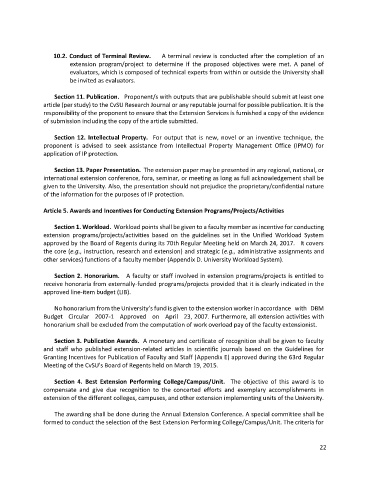 10.2. Conduct of Terminal Review. A terminal review is conducted after the completion of an
extension program/project to determine if the proposed objectives were met. A panel of
evaluators, which is composed of technical experts from within or outside the University shall
be invited as evaluators.
Section 11. Publication. Proponent/s with outputs that are publishable should submit at least one
article (per study) to the CvSU Research Journal or any reputable journal for possible publication. It is the
responsibility of the proponent to ensure that the Extension Services is furnished a copy of the evidence
of submission including the copy of the article submitted.
Section 12. Intellectual Property. For output that is new, novel or an inventive technique, the
proponent is advised to seek assistance from Intellectual Property Management Office (IPMO) for
application of IP protection.
Section 13. Paper Presentation. The extension paper may be presented in any regional, national, or
international extension conference, fora, seminar, or meeting as long as full acknowledgement shall be
given to the University. Also, the presentation should not prejudice the proprietary/confidential nature
of the information for the purposes of IP protection.
Article 5. Awards and Incentives for Conducting Extension Programs/Projects/Activities
Section 1. Workload. Workload points shall be given to a faculty member as incentive for conducting
extension programs/projects/activities based on the guidelines set in the Unified Workload System
approved by the Board of Regents during its 70th Regular Meeting held on March 24, 2017. It covers
the core (e.g., instruction, research and extension) and strategic (e.g., administrative assignments and
other services) functions of a faculty member (Appendix D. University Workload System).
Section 2. Honorarium. A faculty or staff involved in extension programs/projects is entitled to
receive honoraria from externally-funded programs/projects provided that it is clearly indicated in the
approved line-item budget (LIB).
No honorarium from the University's fund is given to the extension worker in accordance with DBM
Budget Circular 2007-1 Approved on April 23, 2007. Furthermore, all extension activities with
honorarium shall be excluded from the computation of work overload pay of the faculty extensionist.
Section 3. Publication Awards. A monetary and certificate of recognition shall be given to faculty
and staff who published extension-related articles in scientific journals based on the Guidelines for
Granting Incentives for Publication of Faculty and Staff (Appendix E) approved during the 63rd Regular
Meeting of the CvSU's Board of Regents held on March 19, 2015.
Section 4. Best Extension Performing College/Campus/Unit. The objective of this award is to
compensate and give due recognition to the concerted efforts and exemplary accomplishments in
extension of the different colleges, campuses, and other extension implementing units of the University.
The awarding shall be done during the Annual Extension Conference. A special committee shall be
formed to conduct the selection of the Best Extension Performing College/Campus/Unit. The criteria for
22